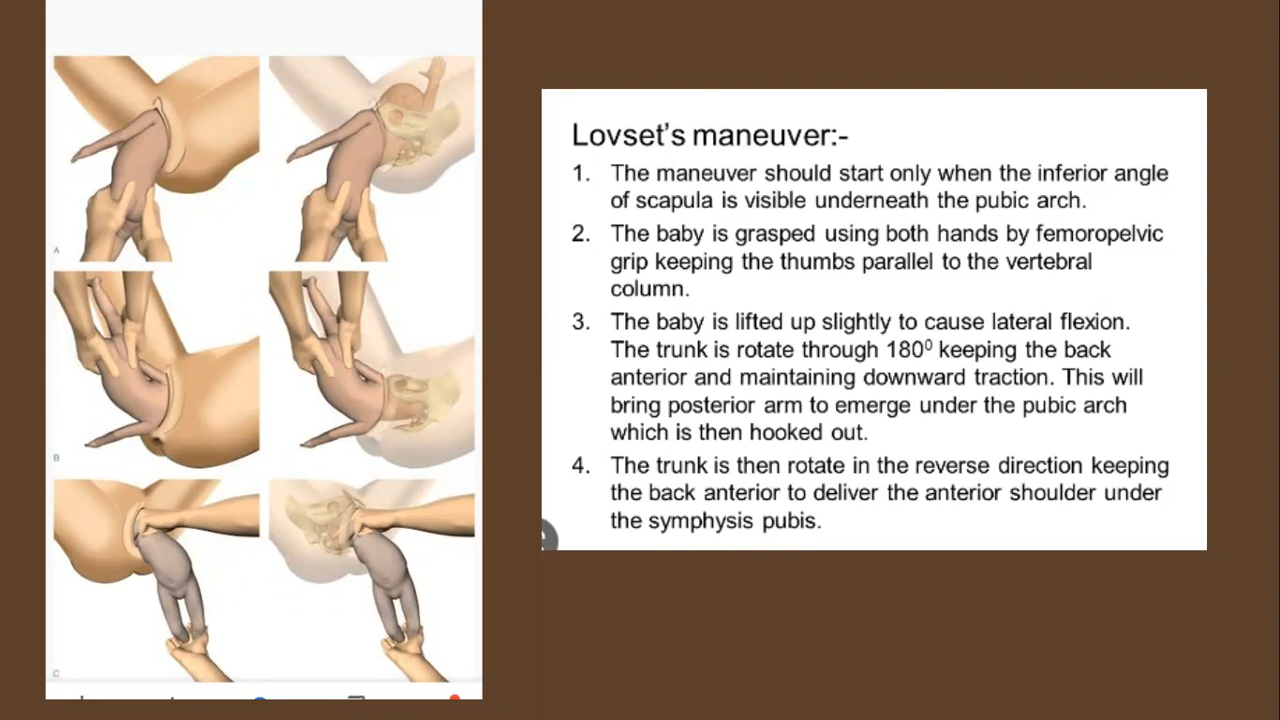 A
B
C
Lovset's maneuver:-
1. The maneuver should start only when the inferior angle
of scapula is visible underneath the pubic arch.
2. The baby is grasped using both hands by femoropelvic
grip keeping the thumbs parallel to the vertebral
column.
3. The baby is lifted up slightly to cause lateral flexion.
The trunk is rotate through 180⁰ keeping the back
anterior and maintaining downward traction. This will
bring posterior arm to emerge under the pubic arch
which is then hooked out.
4. The trunk is then rotate in the reverse direction keeping
the back anterior to deliver the anterior shoulder under
the symphysis pubis.